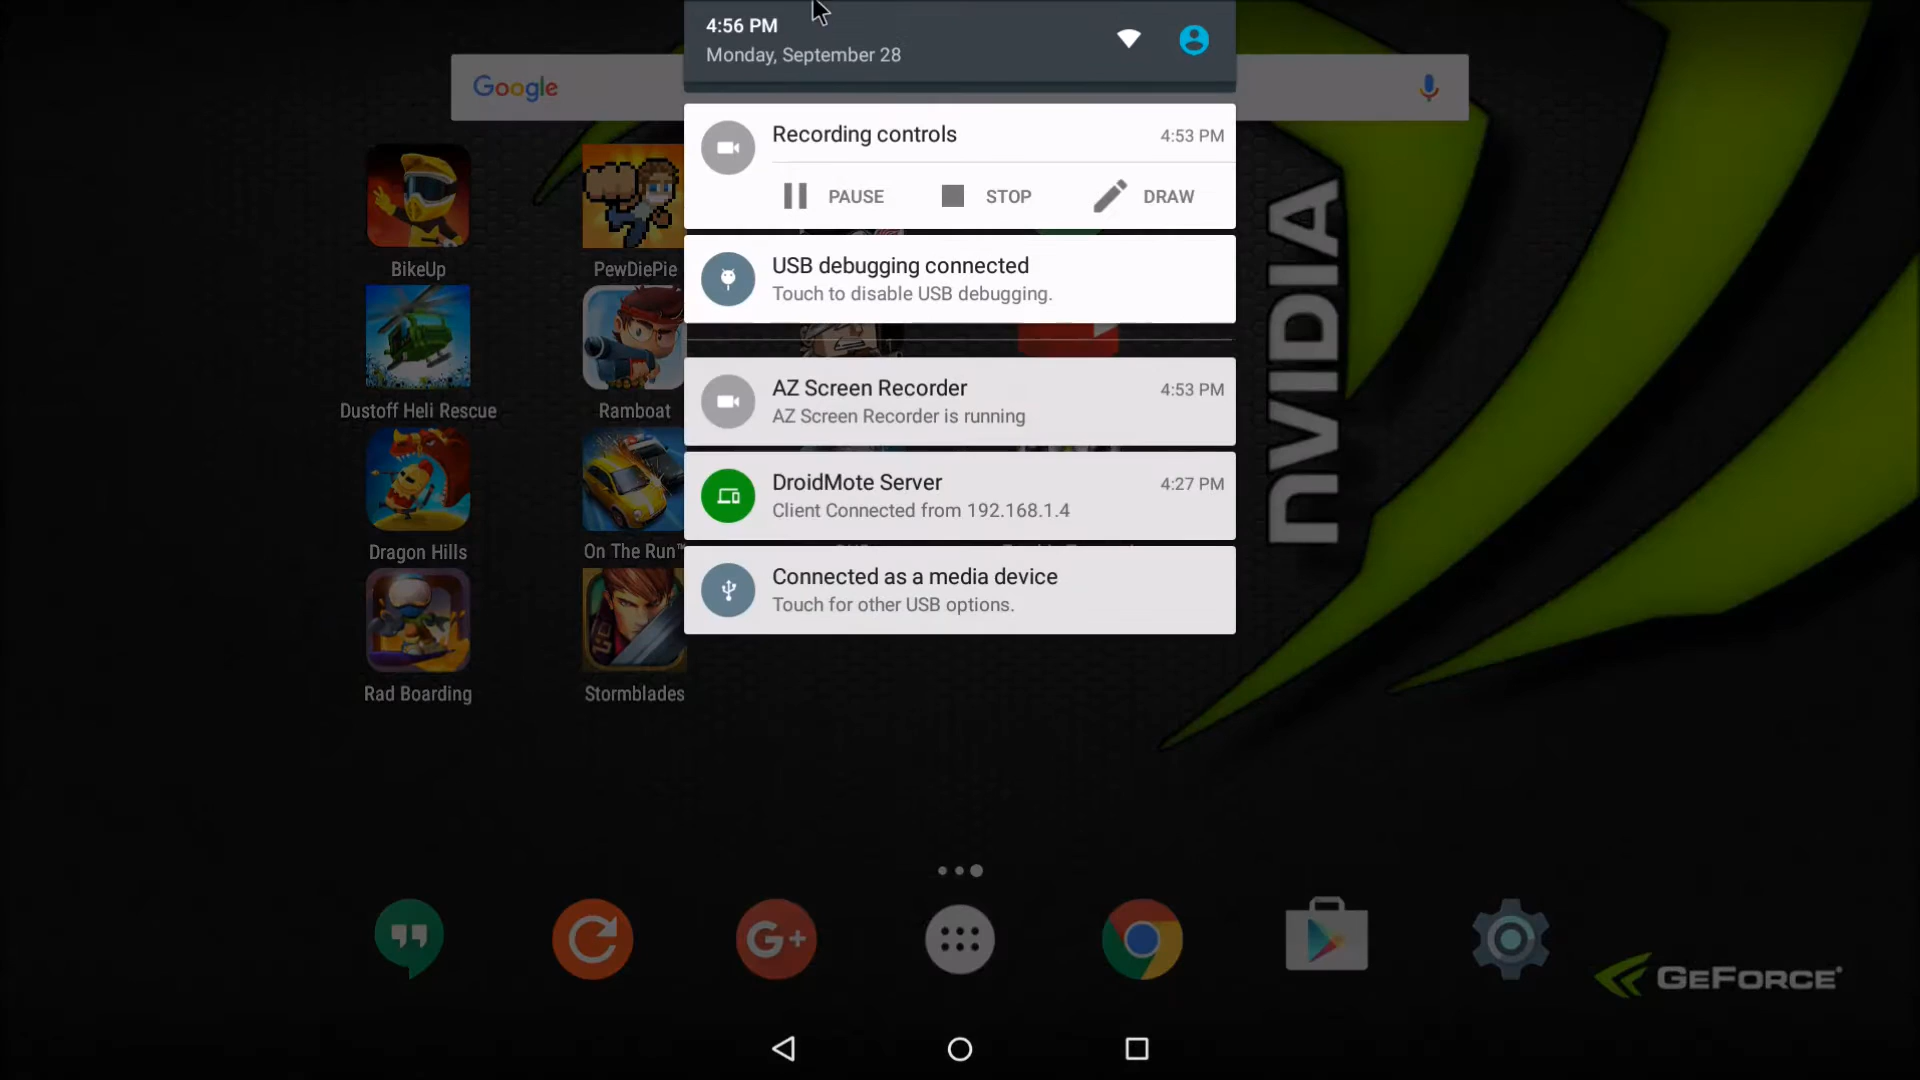 4:56 PM
Monday, September 28
Google
Recording controls
4:53 PM
PAUSE
STOP
DRAW
USB debugging connected
Touch to disable USB debugging.
AZ Screen Recorder
4:53 PM
AZ Screen Recorder is running
DroidMote Server
4:27 PM
Client Connected from 192.168.1.4
Connected as a media device
Touch for other USB options.
BikeUp
PewDiePie
Dustoff Heli Rescue
Ramboat
Dragon Hills
On The Run™
Rad Boarding
Stormblades
NVIDIA
G+
GEFORCE